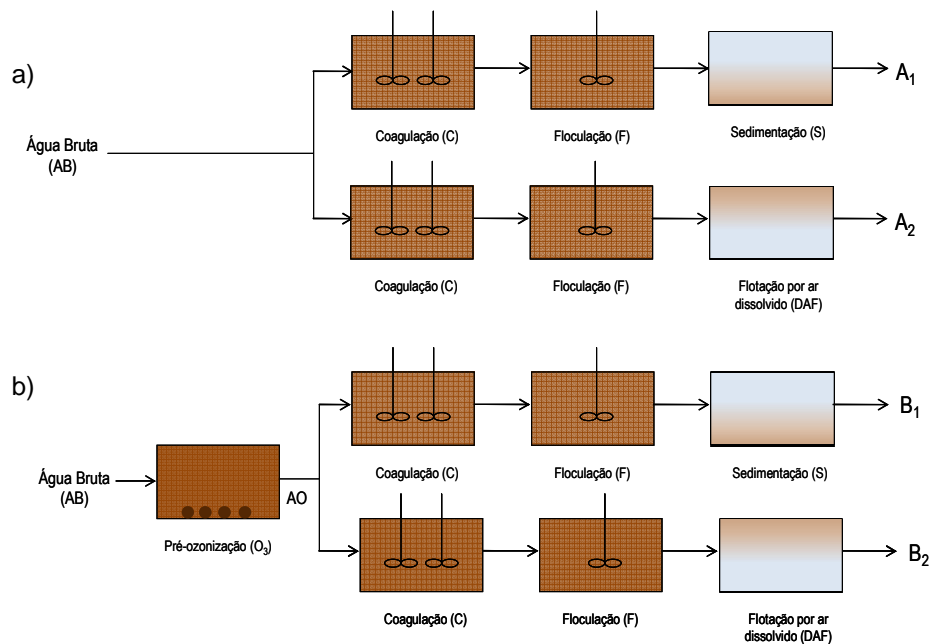 a)
Água Bruta
(AB)
Coagulação (C)
Floculação (F)
Sedimentação (S)
A₁
Coagulação (C)
Floculação (F)
Flotação por ar
dissolvido (DAF)
A₂
b)
Água Bruta
(AB)
Pré-ozonização (O₃)
AO
Coagulação (C)
Floculação (F)
Sedimentação (S)
B₁
Coagulação (C)
Floculação (F)
Flotação por ar
dissolvido (DAF)
B₂